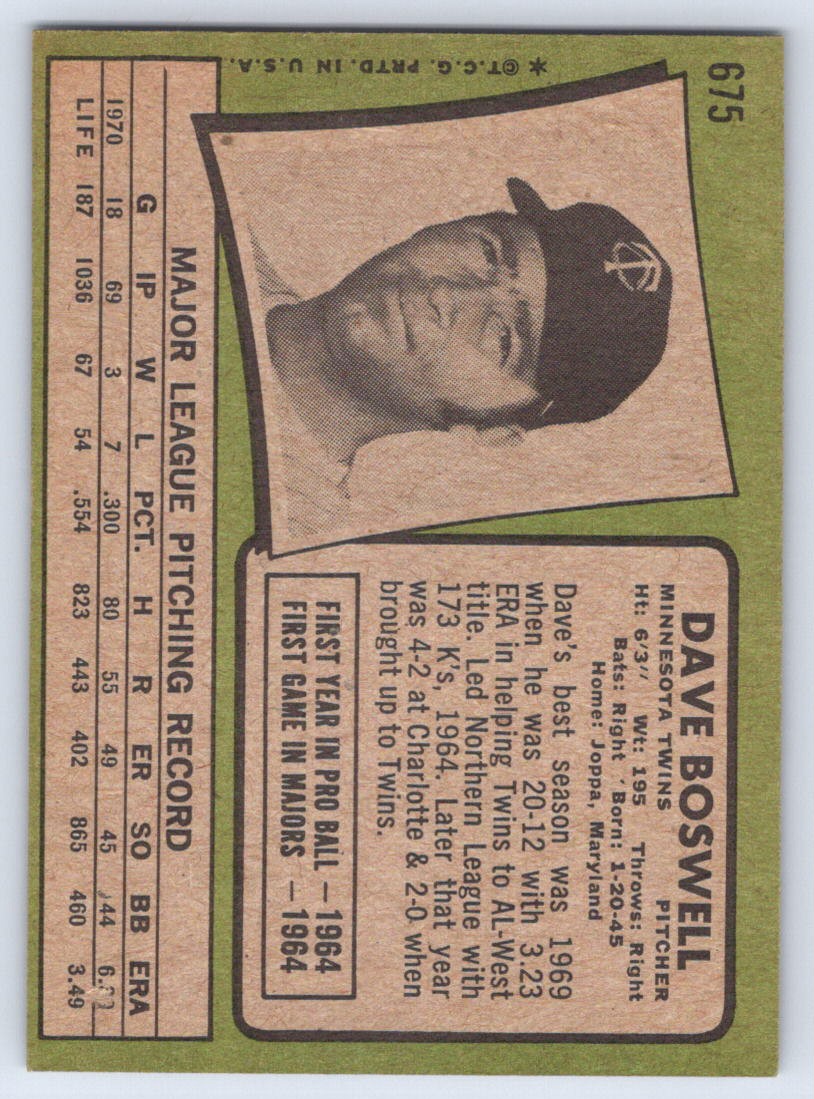 675
* ©T.C.G. PRTD. IN U.S.A.
TC
DAVE BOSWELL
MINNESOTA TWINS PITCHER
Ht: 6'3" Wt: 195 Throws: Right
Bats: Right Born: 1-20-45
Home: Joppa, Maryland
Dave's best season was 1969
when he was 20-12 with 3.23
ERA in helping Twins to AL-West
title. Led Northern League with
173 K's, 1964. Later that year
was 4-2 at Charlotte & 2-0 when
brought up to Twins.
FIRST YEAR IN PRO BALL — 1964
FIRST GAME IN MAJORS — 1964
MAJOR LEAGUE PITCHING RECORD
G IP W L PCT. H R ER SO BB ERA
1970 18 69 3 7 .300 80 55 49 45 44
LIFE 187 1036 67 54 .554 823 443 402 865 460 3.49